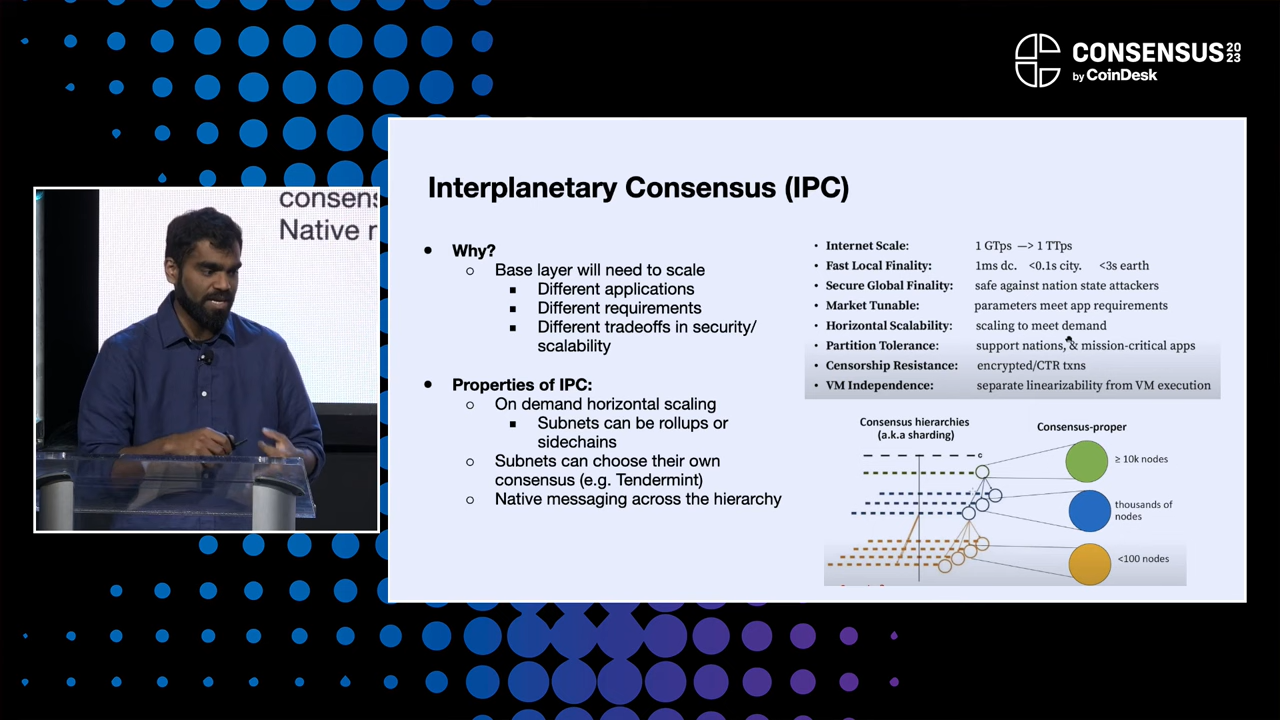 CONSENSUS 20
23
by CoinDesk
consens
Native r
Interplanetary Consensus (IPC)
• Why?
○ Base layer will need to scale
▪ Different applications
▪ Different requirements
▪ Different tradeoffs in security/
scalability
• Properties of IPC:
○ On demand horizontal scaling
▪ Subnets can be rollups or
sidechains
○ Subnets can choose their own
consensus (e.g. Tendermint)
○ Native messaging across the hierarchy
• Internet Scale: 1 GTps —> 1 TTps
• Fast Local Finality: 1ms dc. <0.1s city. <3s earth
• Secure Global Finality: safe against nation state attackers
• Market Tunable: parameters meet app requirements
• Horizontal Scalability: scaling to meet demand
• Partition Tolerance: support nations, & mission-critical apps
• Censorship Resistance: encrypted/CTR txns
• VM Independence: separate linearizability from VM execution
Consensus hierarchies
(a.k.a sharding)
Consensus-proper
c
≥ 10k nodes
thousands of
nodes
<100 nodes